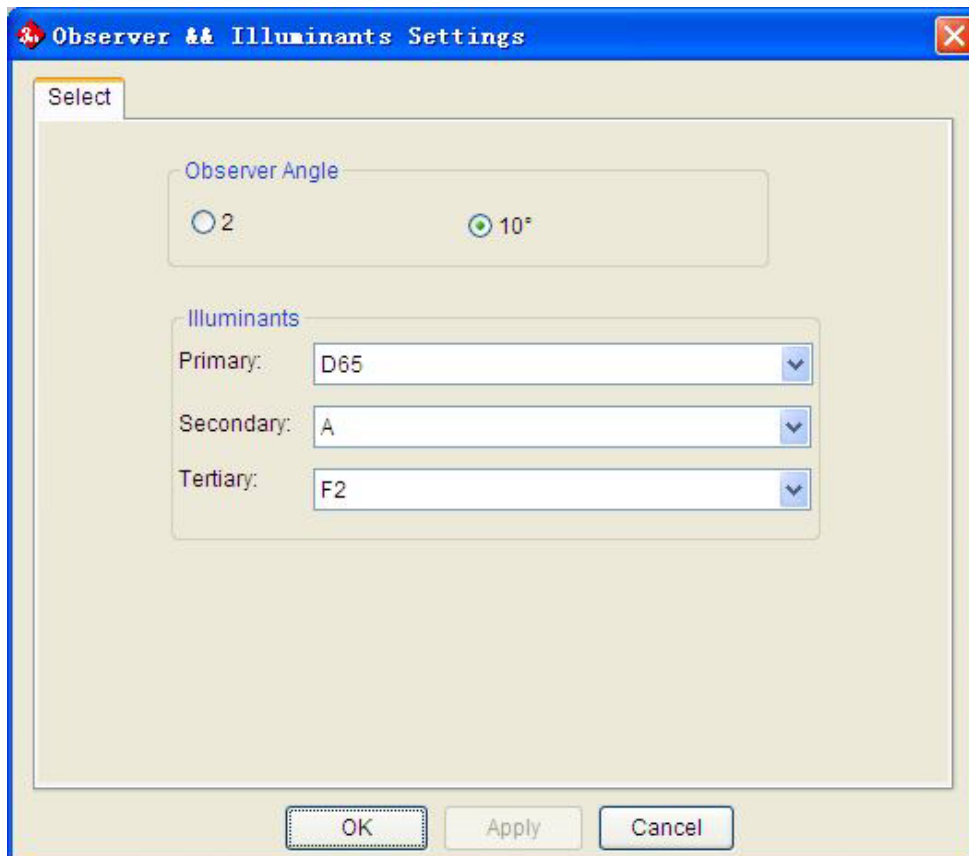 Observer && Illuminants Settings
Select
Observer Angle
2 10°
Illuminants
Primary: D65
Secondary: A
Tertiary: F2
OK Apply Cancel